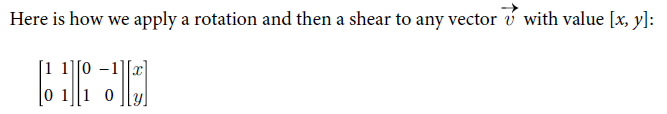 Here is how we apply a rotation and then a shear to any vector v⃗ with value [x, y]:
[1 1][0 −1][x]
[0 1][1 0][y]